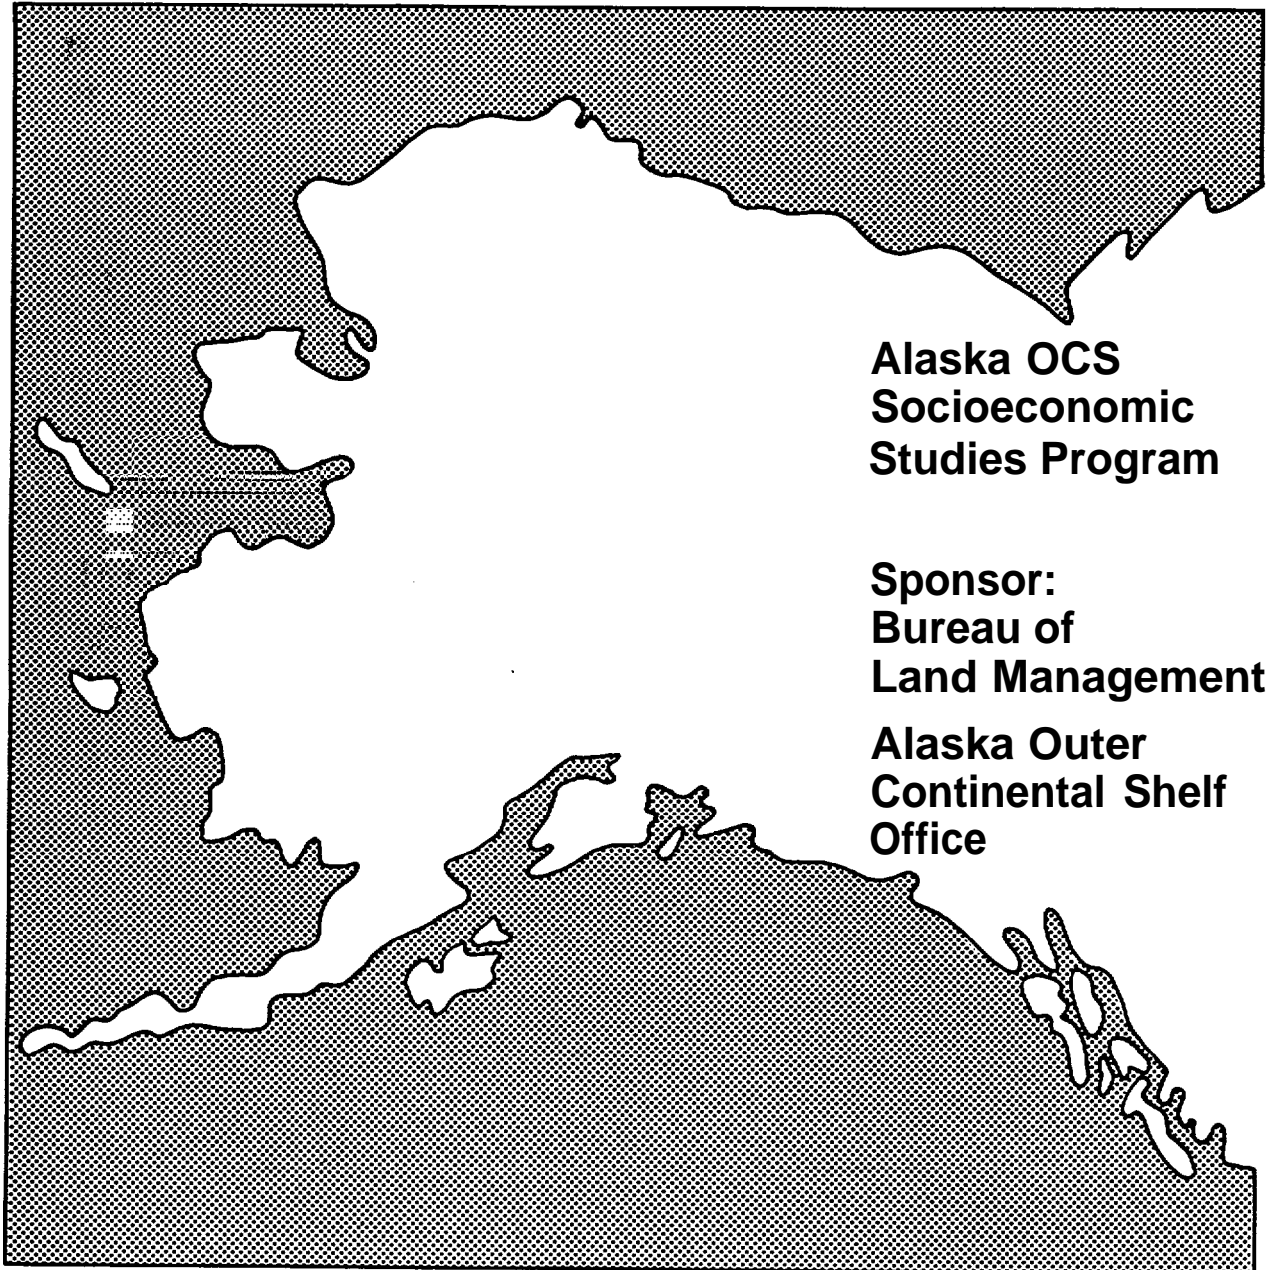 Alaska OCS
Socioeconomic
Studies Program
Sponsor:
Bureau of
Land Management
Alaska Outer
Continental Shelf
Office